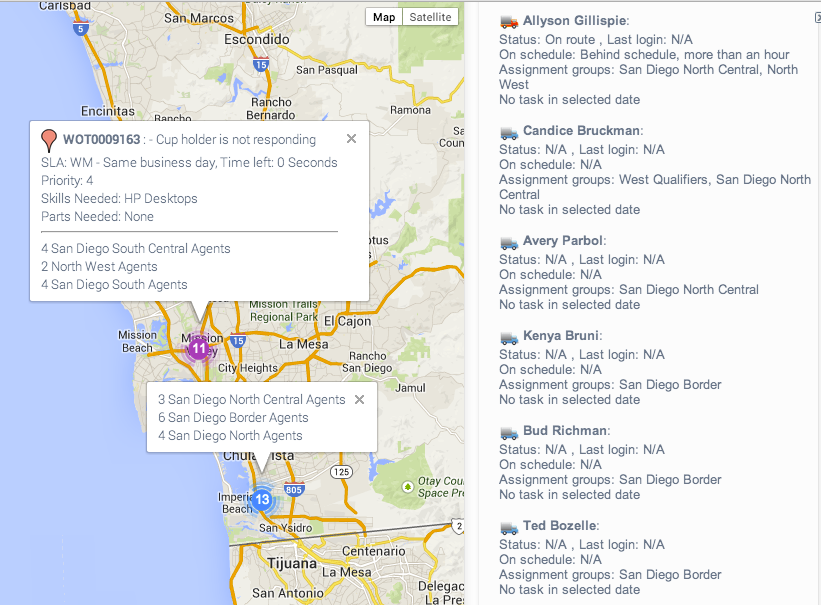 Carlsbad
San Marcos
5
Escondido
Map
Satellite
15
San Pasqual
Encinitas
Rancho
Bernardo
Ramona
WOT0009163 : - Cup holder is not responding
SLA: WM - Same business day, Time left: 0 Seconds
Priority: 4
Skills Needed: HP Desktops
Parts Needed: None
4 San Diego South Central Agents
2 North West Agents
4 San Diego South Agents
Mission Trails
Regional Park
El Cajon
Mission
Beach
Mission
11
15
La Mesa
City Heights
Rancho
San Diego
Jamul
3 San Diego North Central Agents
6 San Diego Border Agents
4 San Diego North Agents
125
Otay Cou
Space Pre
805
13
Imperial
Beach
San Ysidro
2
Centenario
Tijuana
La Mesa
San Antonio
Delegac
La Pres
Allyson Gillispie:
Status: On route , Last login: N/A
On schedule: Behind schedule, more than an hour
Assignment groups: San Diego North Central, North
West
No task in selected date
Candice Bruckman:
Status: N/A , Last login: N/A
On schedule: N/A
Assignment groups: West Qualifiers, San Diego North
Central
No task in selected date
Avery Parbol:
Status: N/A , Last login: N/A
On schedule: N/A
Assignment groups: San Diego North Central
No task in selected date
Kenya Bruni:
Status: N/A , Last login: N/A
On schedule: N/A
Assignment groups: San Diego Border
No task in selected date
Bud Richman:
Status: N/A , Last login: N/A
On schedule: N/A
Assignment groups: San Diego Border
No task in selected date
Ted Bozelle:
Status: N/A , Last login: N/A
On schedule: N/A
Assignment groups: San Diego Border
No task in selected date